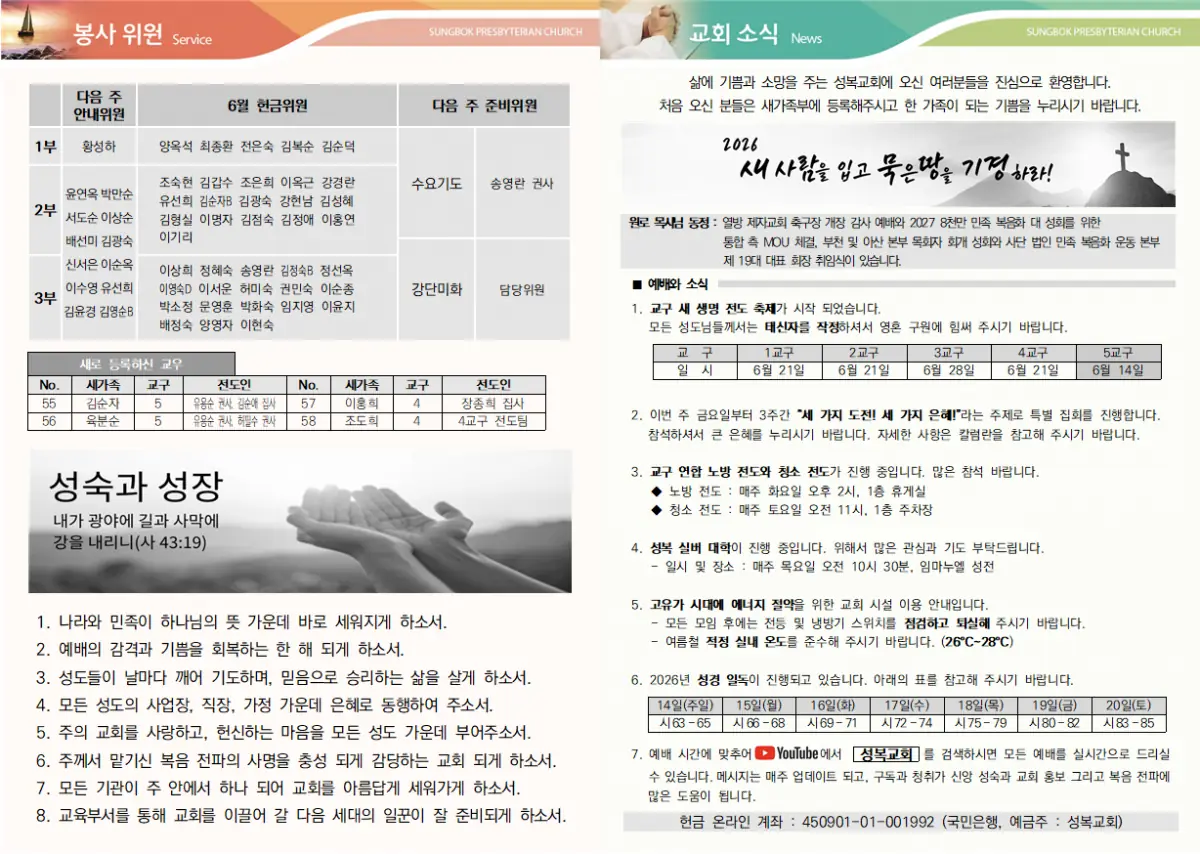 봉사 위원 Service
SUNGBOK PRESBYTERIAN CHURCH
다음 주 안내위원 6월 헌금위원 다음 주 준비위원
1부 황성하 양옥석 최종환 전은숙 김복순 김순덕
2부
윤연옥 박만순
서도순 이상순
배선미 김광숙
조숙현 김갑수 조은희 이옥근 강경란
유선희 김순자B 김광숙 강현남 김성혜
김형실 이명자 김점숙 김정애 이홍연
이기리
수요기도 송영란 권사
3부
신서은 이순옥
이수영 유선희
김윤경 김영순B
이상희 정혜숙 송영란 김정숙B 정선옥
이영숙D 이서운 허미숙 권민숙 이순종
박소정 문영훈 박화숙 임지영 이윤지
배정숙 양영자 이현숙
강단미화 담당위원
새로 등록하신 교우
No. 새가족 교구 전도인 No. 새가족 교구 전도인
55 김순자 5 유용순 권사, 김순애 집사 57 이홍희 4 장종희 집사
56 육분순 5 유용순 권사, 허필수 권사 58 조도희 4 4교구 전도팀
성숙과 성장
내가 광야에 길과 사막에
강을 내리니(사 43:19)
1. 나라와 민족이 하나님의 뜻 가운데 바로 세워지게 하소서.
2. 예배의 감격과 기쁨을 회복하는 한 해 되게 하소서.
3. 성도들이 날마다 깨어 기도하며, 믿음으로 승리하는 삶을 살게 하소서.
4. 모든 성도의 사업장, 직장, 가정 가운데 은혜로 동행하여 주소서.
5. 주의 교회를 사랑하고, 헌신하는 마음을 모든 성도 가운데 부어주소서.
6. 주께서 맡기신 복음 전파의 사명을 충성 되게 감당하는 교회 되게 하소서.
7. 모든 기관이 주 안에서 하나 되어 교회를 아름답게 세워가게 하소서.
8. 교육부서를 통해 교회를 이끌어 갈 다음 세대의 일꾼이 잘 준비되게 하소서.
교회 소식 News
SUNGBOK PRESBYTERIAN CHURCH
삶에 기쁨과 소망을 주는 성복교회에 오신 여러분들을 진심으로 환영합니다.
처음 오신 분들은 새가족부에 등록해주시고 한 가족이 되는 기쁨을 누리시기 바랍니다.
2026
새 사람을 입고 묵은 땅을 기경하라!
원로 목사님 동정 : 열방 제자교회 축구장 개장 감사 예배와 2027 8천만 민족 복음화 대 성회를 위한
통합 측 MOU 체결, 부천 및 아산 본부 목회자 회개 성회와 사단 법인 민족 복음화 운동 본부
제 19대 대표 회장 취임식이 있습니다.
■ 예배와 소식
1. 교구 새 생명 전도 축제가 시작 되었습니다.
모든 성도님들께서는 태신자를 작정하셔서 영혼 구원에 힘써 주시기 바랍니다.
교 구 1교구 2교구 3교구 4교구 5교구
일 시 6월 21일 6월 21일 6월 28일 6월 21일 6월 14일
2. 이번 주 금요일부터 3주간 "세 가지 도전! 세 가지 은혜!"라는 주제로 특별 집회를 진행합니다.
참석하셔서 큰 은혜를 누리시기 바랍니다. 자세한 사항은 칼럼란을 참고해 주시기 바랍니다.
3. 교구 연합 노방 전도와 청소 전도가 진행 중입니다. 많은 참석 바랍니다.
◆ 노방 전도 : 매주 화요일 오후 2시, 1층 휴게실
◆ 청소 전도 : 매주 토요일 오전 11시, 1층 주차장
4. 성복 실버 대학이 진행 중입니다. 위해서 많은 관심과 기도 부탁드립니다.
- 일시 및 장소 : 매주 목요일 오전 10시 30분, 임마누엘 성전
5. 고유가 시대에 에너지 절약을 위한 교회 시설 이용 안내입니다.
- 모든 모임 후에는 전등 및 냉방기 스위치를 점검하고 퇴실해 주시기 바랍니다.
- 여름철 적정 실내 온도를 준수해 주시기 바랍니다. (26℃~28℃)
6. 2026년 성경 일독이 진행되고 있습니다. 아래의 표를 참고해 주시기 바랍니다.
14일(주일) 15일(월) 16일(화) 17일(수) 18일(목) 19일(금) 20일(토)
시63-65 시66-68 시69-71 시72-74 시75-79 시80-82 시83-85
7. 예배 시간에 맞추어 YouTube에서 성복교회 를 검색하시면 모든 예배를 실시간으로 드리실
수 있습니다. 메시지는 매주 업데이트 되고, 구독과 청취가 신앙 성숙과 교회 홍보 그리고 복음 전파에
많은 도움이 됩니다.
헌금 온라인 계좌 : 450901-01-001992 (국민은행, 예금주 : 성복교회)